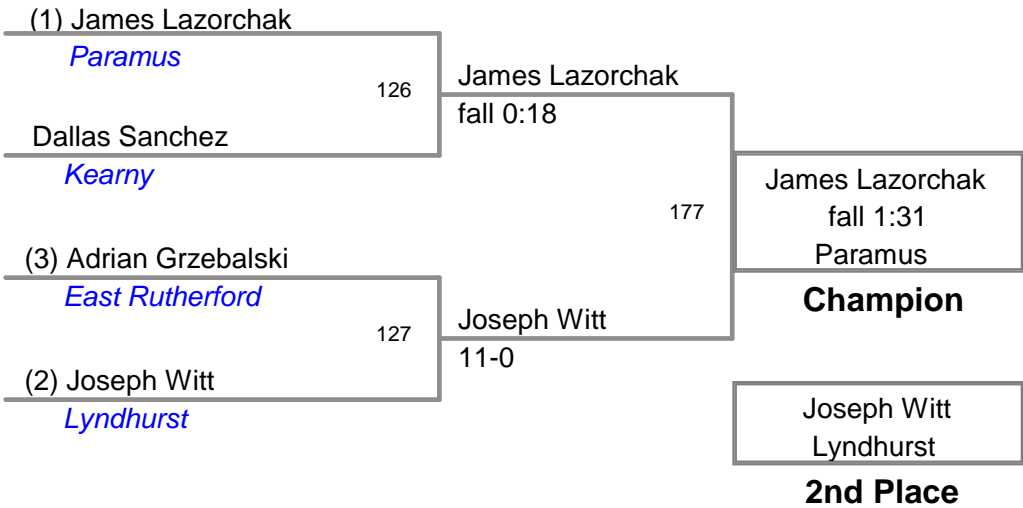 (1) James Lazorchak
Paramus
126
James Lazorchak
fall 0:18
Dallas Sanchez
Kearny
177
James Lazorchak
fall 1:31
Paramus
Champion
(3) Adrian Grzebalski
East Rutherford
127
Joseph Witt
11-0
(2) Joseph Witt
Lyndhurst
Joseph Witt
Lyndhurst
2nd Place